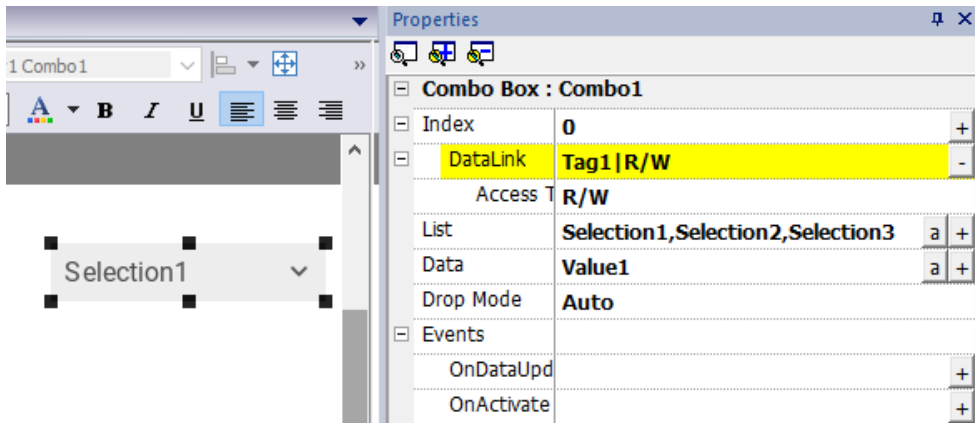 Properties
1 Combo1
»
A B I U
Combo Box : Combo1
Index 0 +
DataLink Tag1|R/W -
Access T R/W
List Selection1,Selection2,Selection3 a +
Data Value1 a +
Drop Mode Auto
Events
OnDataUpd +
OnActivate +
Selection1